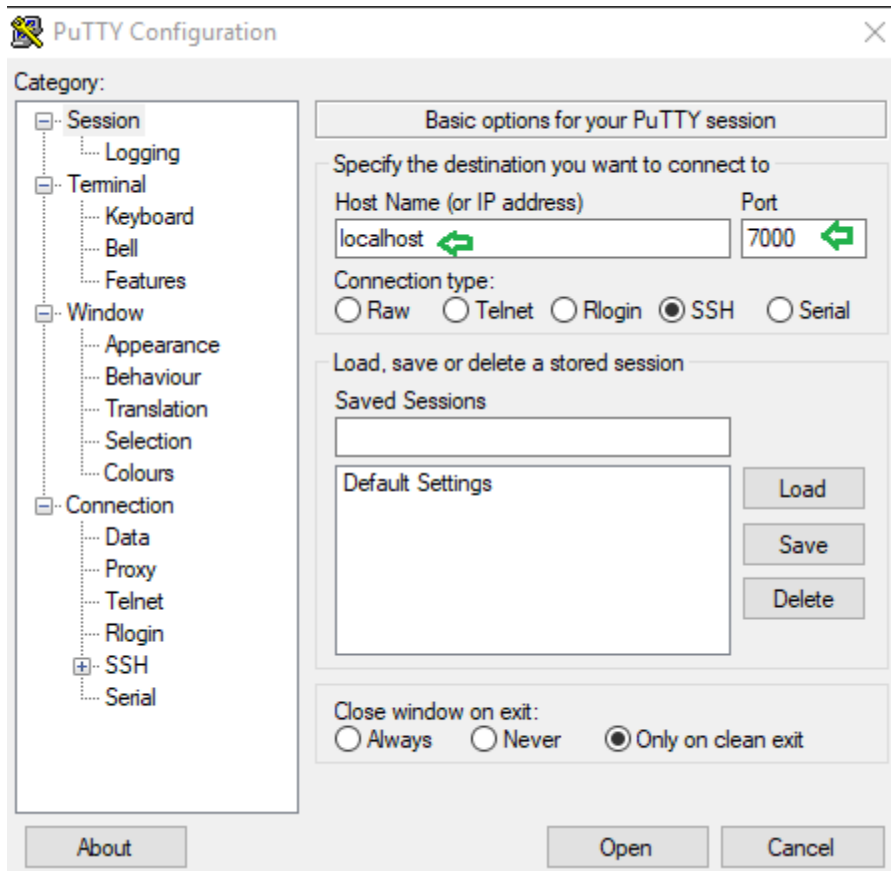 PuTTY Configuration
Category:
Session
Logging
Terminal
Keyboard
Bell
Features
Window
Appearance
Behaviour
Translation
Selection
Colours
Connection
Data
Proxy
Telnet
Rlogin
SSH
Serial
Basic options for your PuTTY session
Specify the destination you want to connect to
Host Name (or IP address) Port
localhost 7000
Connection type:
Raw Telnet Rlogin SSH Serial
Load, save or delete a stored session
Saved Sessions
Default Settings
Load
Save
Delete
Close window on exit:
Always Never Only on clean exit
About Open Cancel